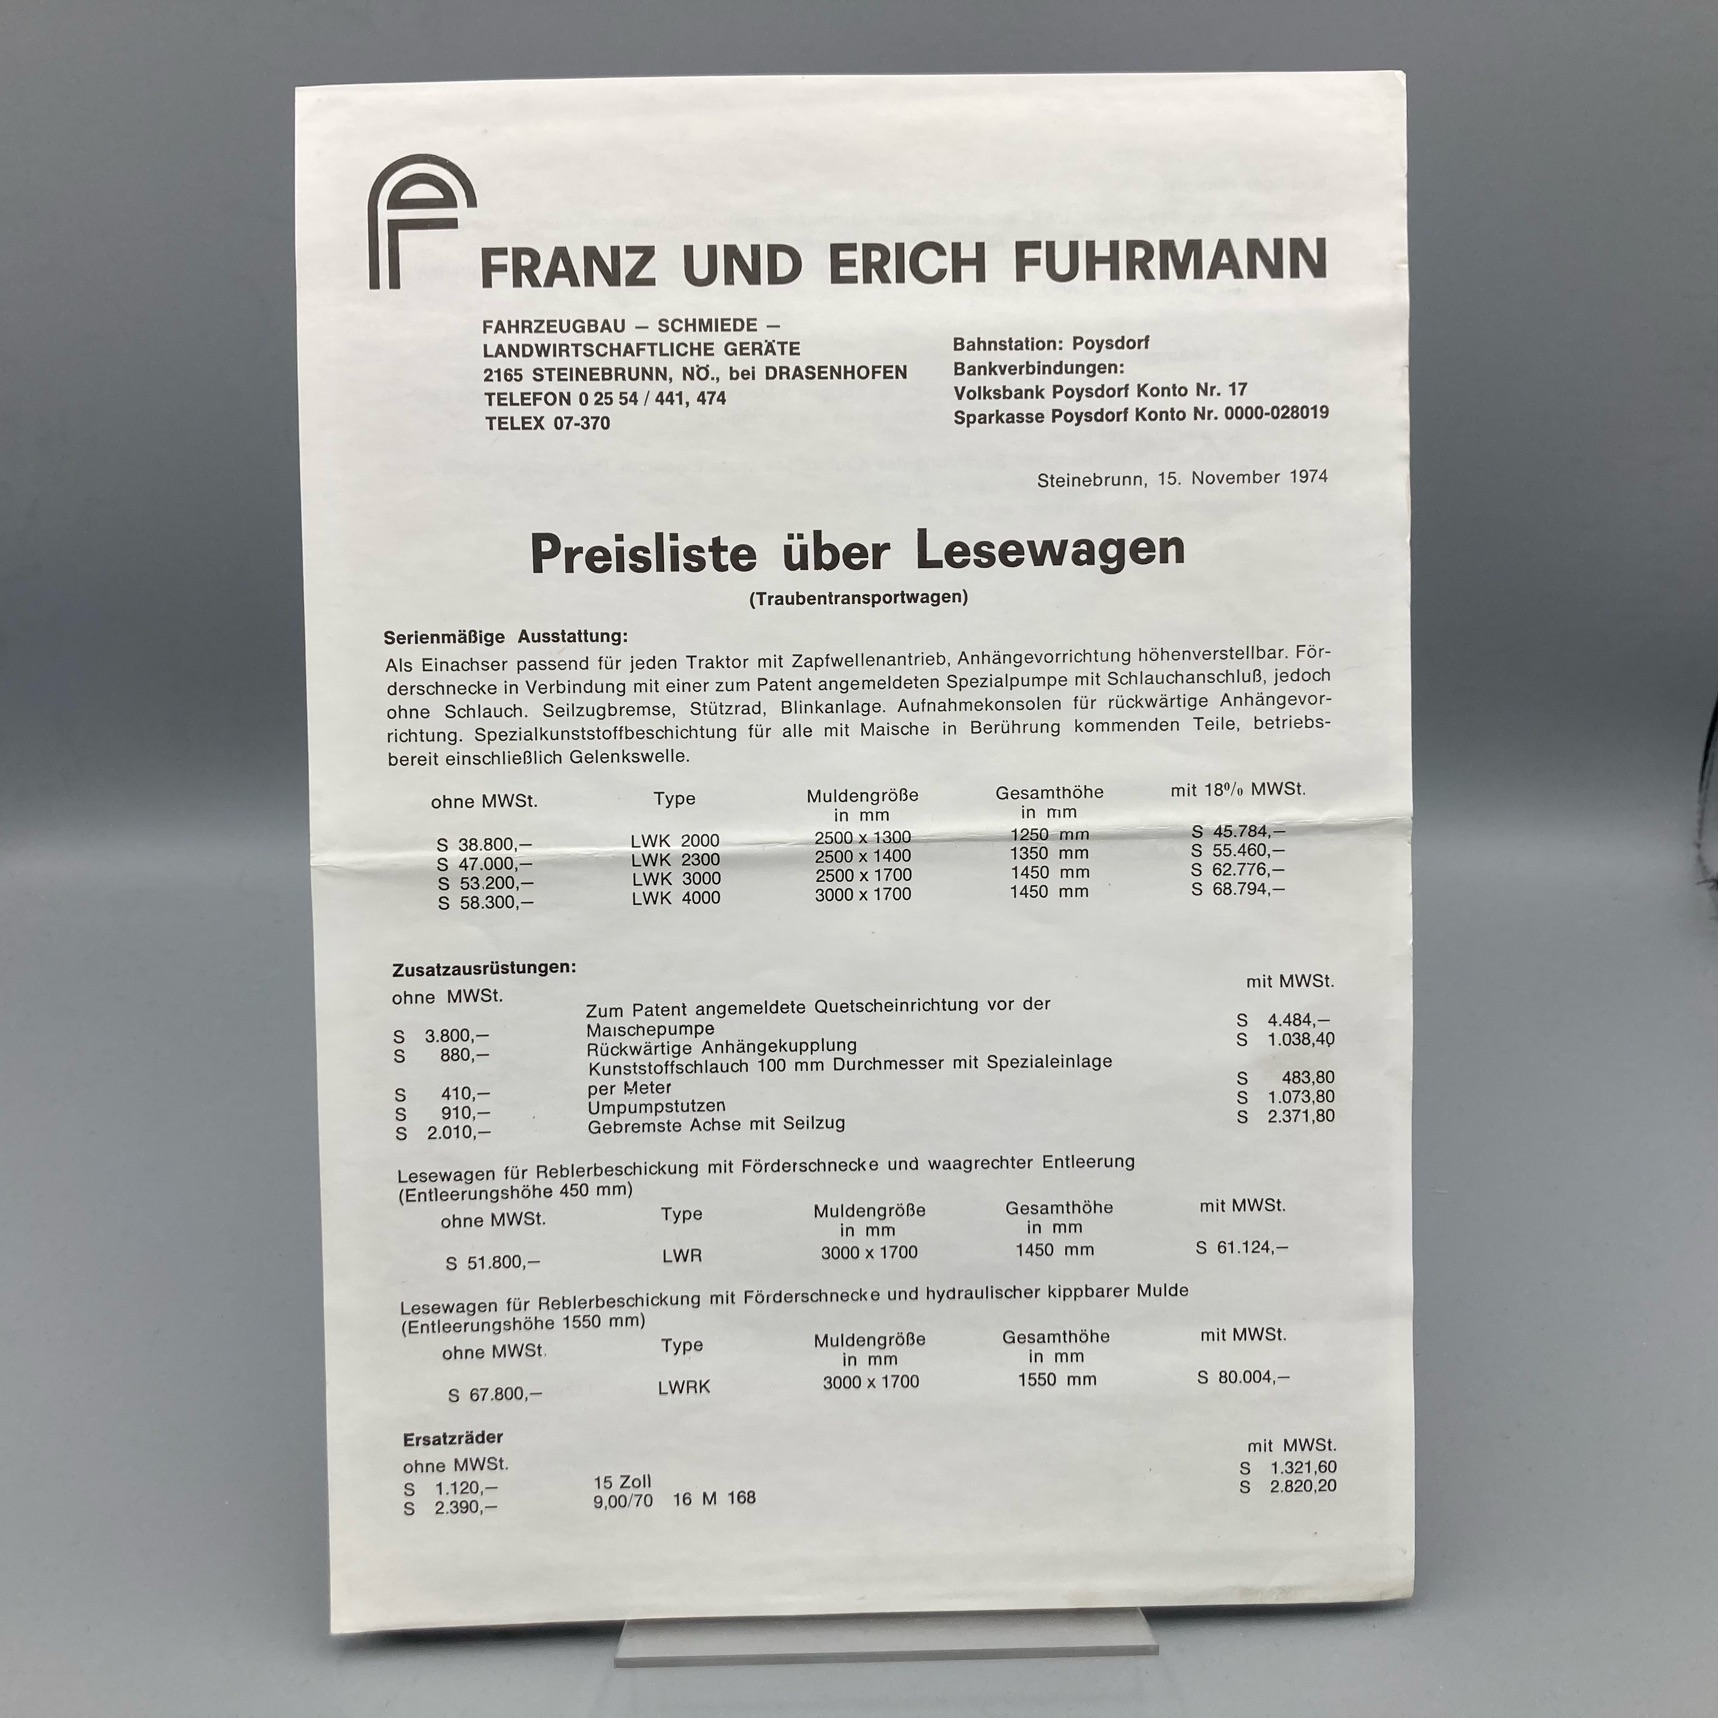 FRANZ UND ERICH FUHRMANN
FAHRZEUGBAU — SCHMIEDE —
LANDWIRTSCHAFTLICHE GERÄTE
2165 STEINEBRUNN, NÖ., bei DRASENHOFEN
TELEFON 0 25 54 / 441, 474
TELEX 07-370
Bahnstation: Poysdorf
Bankverbindungen:
Volksbank Poysdorf Konto Nr. 17
Sparkasse Poysdorf Konto Nr. 0000-028019
Steinebrunn, 15. November 1974
Preisliste über Lesewagen
(Traubentransportwagen)
Serienmäßige Ausstattung:
Als Einachser passend für jeden Traktor mit Zapfwellenantrieb, Anhängevorrichtung höhenverstellbar. För-
derschnecke in Verbindung mit einer zum Patent angemeldeten Spezialpumpe mit Schlauchanschluß, jedoch
ohne Schlauch. Seilzugbremse, Stützrad, Blinkanlage. Aufnahmekonsolen für rückwärtige Anhängevor-
richtung. Spezialkunststoffbeschichtung für alle mit Maische in Berührung kommenden Teile, betriebs-
bereit einschließlich Gelenkswelle.
ohne MWSt. Type Muldengröße Gesamthöhe mit 18% MWSt.
in mm in mm
S 38.800,— LWK 2000 2500 x 1300 1250 mm S 45.784,—
S 47.000,— LWK 2300 2500 x 1400 1350 mm S 55.460,—
S 53.200,— LWK 3000 2500 x 1700 1450 mm S 62.776,—
S 58.300,— LWK 4000 3000 x 1700 1450 mm S 68.794,—
Zusatzausrüstungen:
ohne MWSt. mit MWSt.
Zum Patent angemeldete Quetscheinrichtung vor der
S 3.800,— Maischepumpe S 4.484,—
S 880,— Rückwärtige Anhängekupplung S 1.038,40
Kunststoffschlauch 100 mm Durchmesser mit Spezialeinlage
S 410,— per Meter S 483,80
S 910,— Umpumpstutzen S 1.073,80
S 2.010,— Gebremste Achse mit Seilzug S 2.371,80
Lesewagen für Reblerbeschickung mit Förderschnecke und waagrechter Entleerung
(Entleerungshöhe 450 mm)
ohne MWSt. Type Muldengröße Gesamthöhe mit MWSt.
in mm in mm
S 51.800,— LWR 3000 x 1700 1450 mm S 61.124,—
Lesewagen für Reblerbeschickung mit Förderschnecke und hydraulischer kippbarer Mulde
(Entleerungshöhe 1550 mm)
ohne MWSt. Type Muldengröße Gesamthöhe mit MWSt.
in mm in mm
S 67.800,— LWRK 3000 x 1700 1550 mm S 80.004,—
Ersatzräder
ohne MWSt. mit MWSt.
S 1.120,— 15 Zoll S 1.321,60
S 2.390,— 9,00/70 16 M 168 S 2.820,20